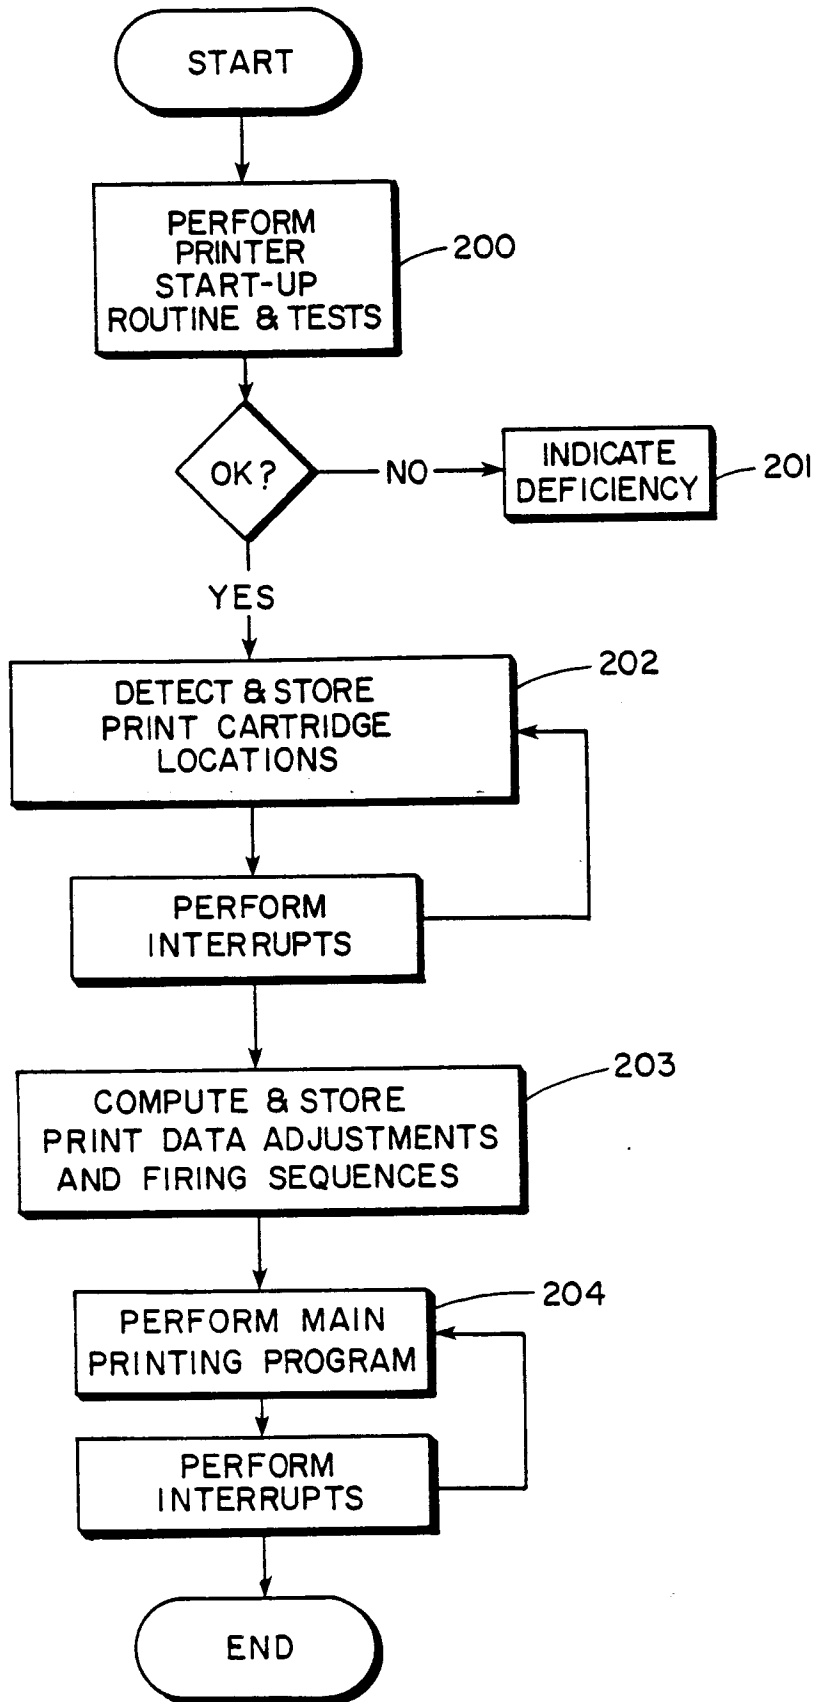 START
PERFORM
PRINTER
START-UP
ROUTINE & TESTS
200
OK?
NO
INDICATE
DEFICIENCY
201
YES
202
DETECT & STORE
PRINT CARTRIDGE
LOCATIONS
PERFORM
INTERRUPTS
203
COMPUTE & STORE
PRINT DATA ADJUSTMENTS
AND FIRING SEQUENCES
204
PERFORM MAIN
PRINTING PROGRAM
PERFORM
INTERRUPTS
END